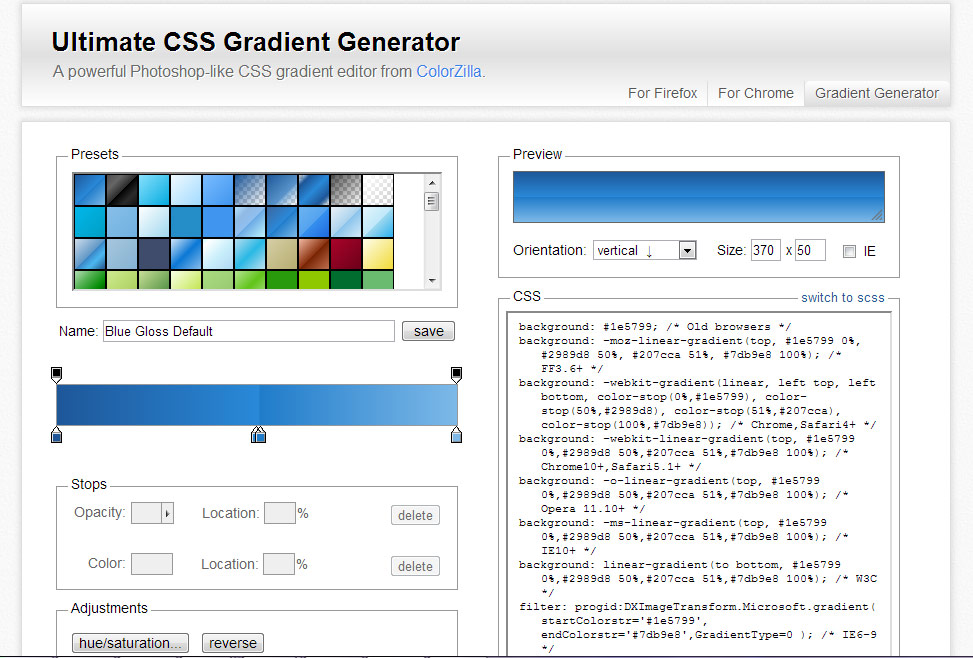 Ultimate CSS Gradient Generator
A powerful Photoshop-like CSS gradient editor from ColorZilla.
For Firefox
For Chrome
Gradient Generator
Presets
Name: Blue Gloss Default
save
Stops
Opacity:
Location: %
delete
Color:
Location: %
delete
Adjustments
hue/saturation...
reverse
Preview
Orientation: vertical ↓
Size: 370 x 50
IE
CSS
switch to scss
background: #1e5799; /* Old browsers */
background: -moz-linear-gradient(top, #1e5799 0%,
#2989d8 50%, #207cca 51%, #7db9e8 100%); /*
FF3.6+ */
background: -webkit-gradient(linear, left top, left
bottom, color-stop(0%,#1e5799), color-
stop(50%,#2989d8), color-stop(51%,#207cca),
color-stop(100%,#7db9e8)); /* Chrome,Safari4+ */
background: -webkit-linear-gradient(top, #1e5799
0%,#2989d8 50%,#207cca 51%,#7db9e8 100%); /*
Chrome10+,Safari5.1+ */
background: -o-linear-gradient(top, #1e5799
0%,#2989d8 50%,#207cca 51%,#7db9e8 100%); /*
Opera 11.10+ */
background: -ms-linear-gradient(top, #1e5799
0%,#2989d8 50%,#207cca 51%,#7db9e8 100%); /*
IE10+ */
background: linear-gradient(to bottom, #1e5799
0%,#2989d8 50%,#207cca 51%,#7db9e8 100%); /* W3C
*/
filter: progid:DXImageTransform.Microsoft.gradient(
startColorstr='#1e5799',
endColorstr='#7db9e8',GradientType=0 ); /* IE6-9
*/